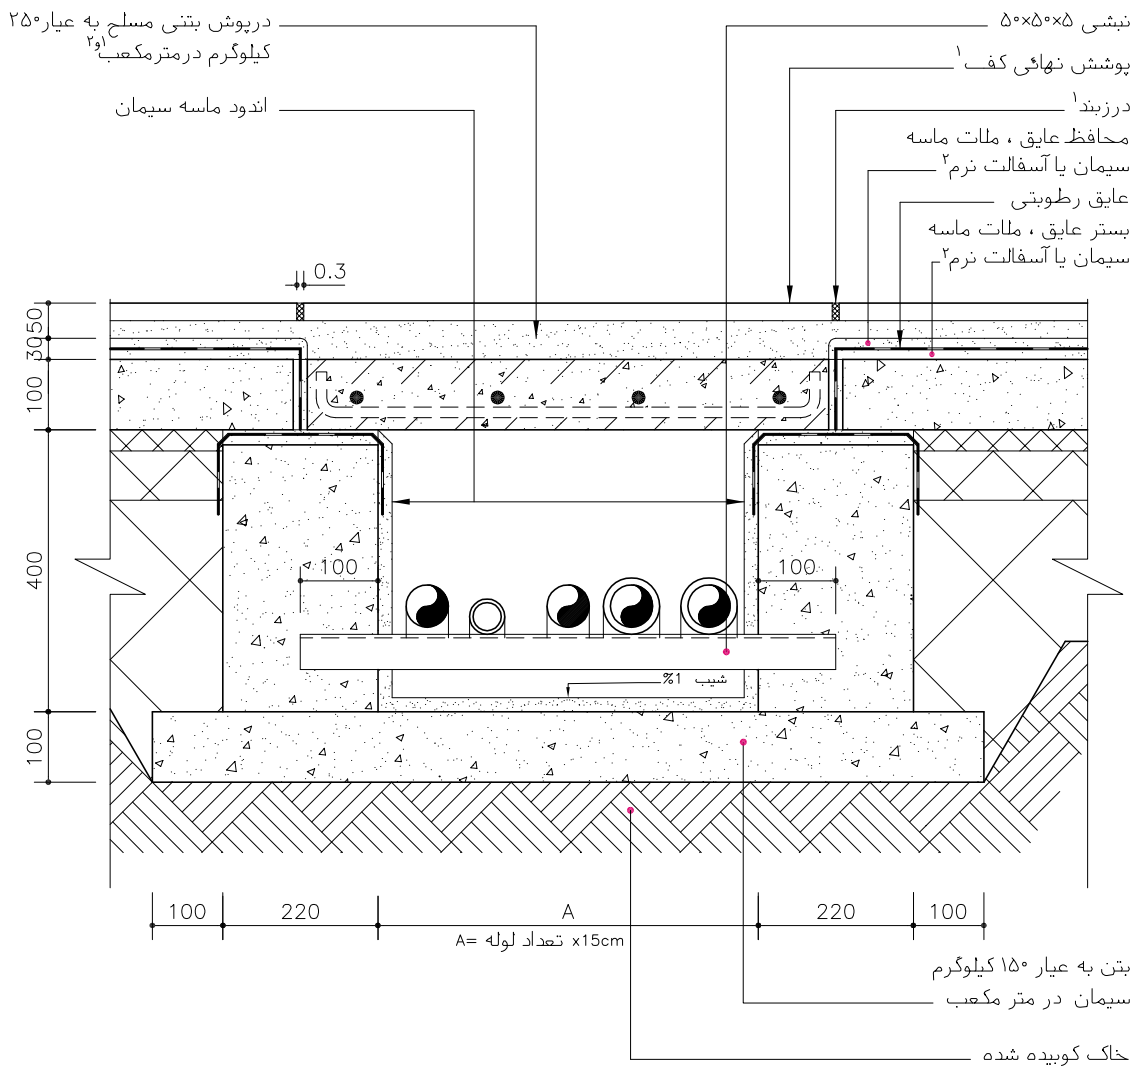 درپوش بتنی مسلح به عیار۲۵۰
کیلوگرم درمترمکعب ۱و۲
اندود ماسه سیمان
نبشی ۵×۵۰×۵۰
پوشش نهائی کف ۱
درزبند ۱
محافظ عایق ، ملات ماسه
سیمان یا آسفالت نرم ۲
عایق رطوبتی
بستر عایق ، ملات ماسه
سیمان یا آسفالت نرم ۲
0.3
50
30
100
400
100
100
100
شیب 1%
100
220
A
220
100
A= تعداد لوله x15cm
بتن به عیار ۱۵۰ کیلوگرم
سیمان در متر مکعب
خاک کوبیده شده